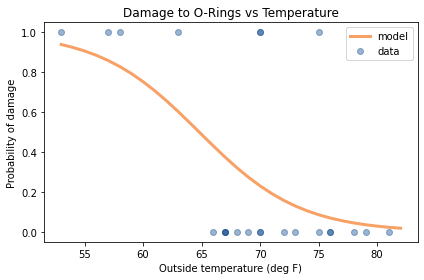 Damage to O-Rings vs Temperature
1.0
0.8
0.6
0.4
0.2
0.0
Probability of damage
model
data
55 60 65 70 75 80
Outside temperature (deg F)